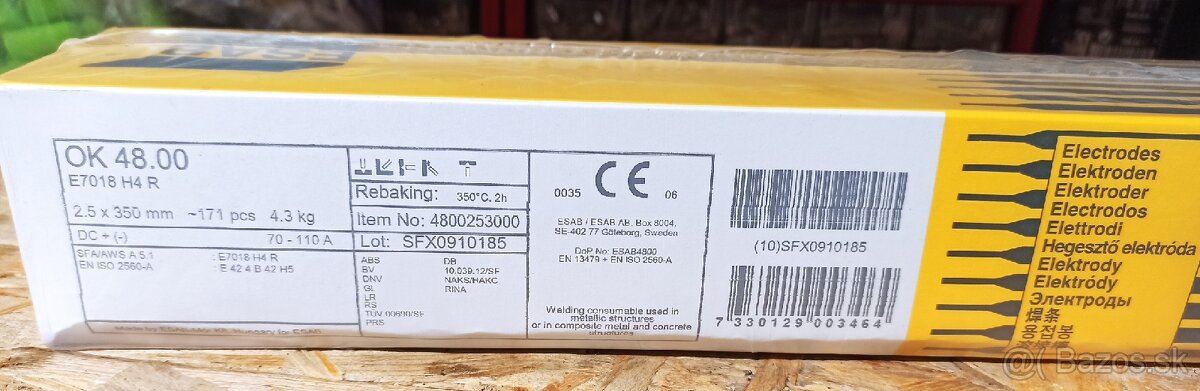 OK 48.00
E7018 H4 R
2.5 x 350 mm ~171 pcs 4.3 kg
DC + (-) 70 - 110 A
SFA/AWS A 5.1 : E7018 H4 R
EN ISO 2560-A : E 42 4 B 42 H5
Rebaking: 350°C, 2h
Item No: 4800253000
Lot: SFX0910185
ABS DB
BV 10.039.12/SF
DNV NAKS/HAKC
GL RINA
LR
RS
TÜV 00690/SF
PRS
Hungary for ESAB
0035 CE 06
ESAB / ESAB AB, Box 8004,
SE-402 77 Göteborg, Sweden
DoP No: ESAB4800
EN 13479 + EN ISO 2560-A
Welding consumable used in
metallic structures
or in composite metal and concrete
structures
(10)SFX0910185
7 330129 003464
Electrodes
Elektroden
Elektroder
Electrodos
Elettrodi
Hegesztő elektróda
Elektrody
Elektródy
Электроды
焊条
용접봉
Bazos.sk